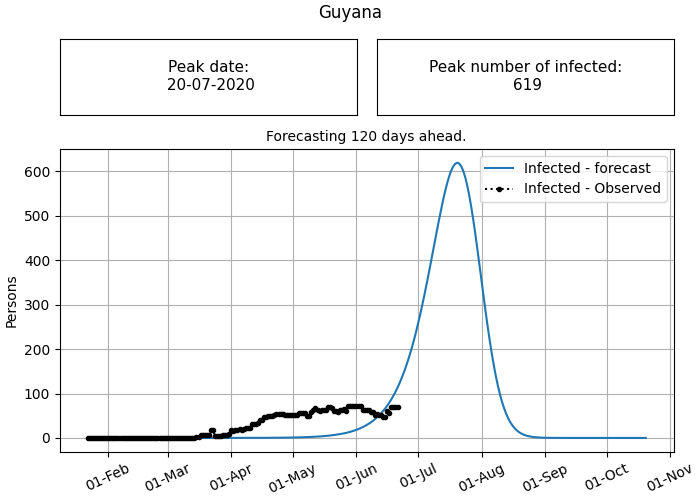 Guyana
Peak date:
20-07-2020
Peak number of infected:
619
Forecasting 120 days ahead.
Infected - forecast
Infected - Observed
Persons
600
500
400
300
200
100
0
01-Feb
01-Mar
01-Apr
01-May
01-Jun
01-Jul
01-Aug
01-Sep
01-Oct
01-Nov